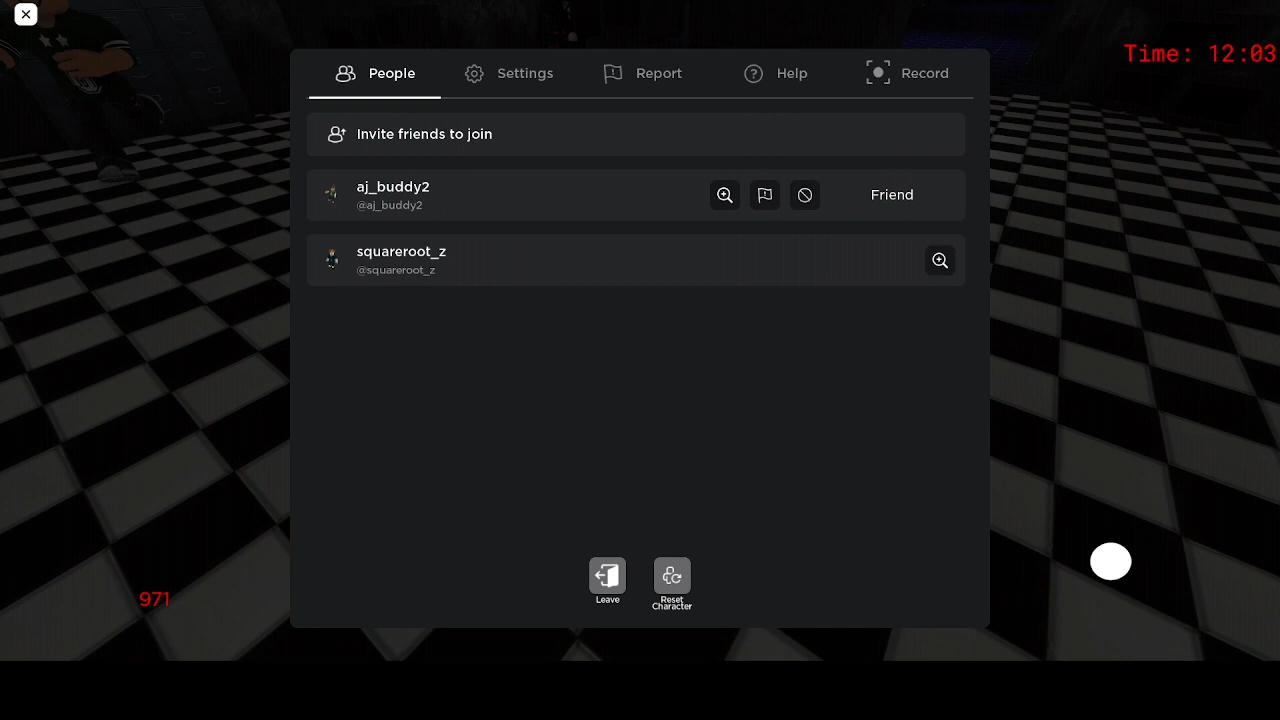 Time: 12:03
People
Settings
Report
Help
Record
Invite friends to join
aj_buddy2
@aj_buddy2
Friend
squareroot_z
@squareroot_z
971
Leave
Reset
Character